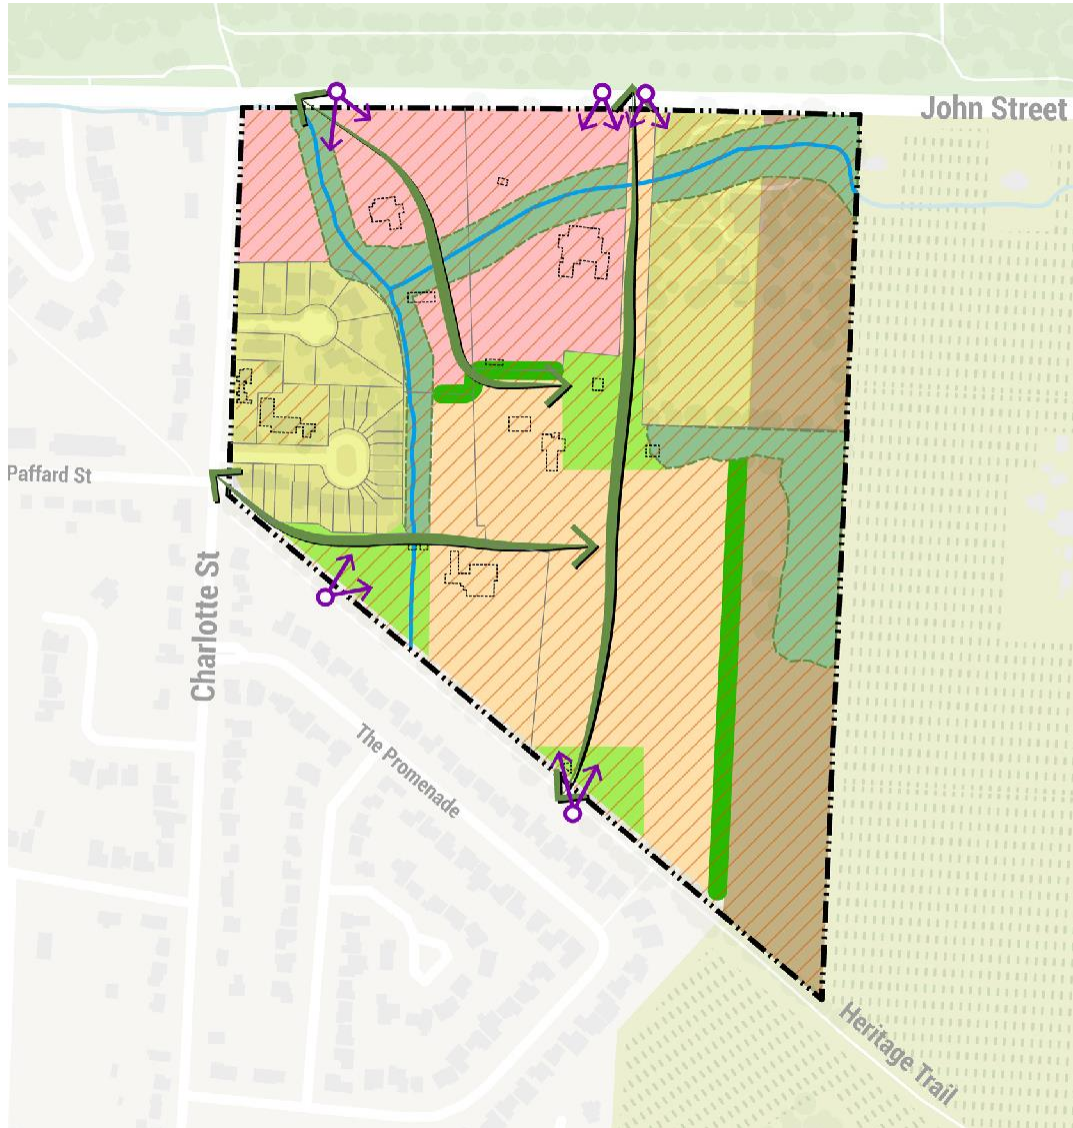 John Street
Paffard St
Charlotte St
The Promenade
Heritage Trail